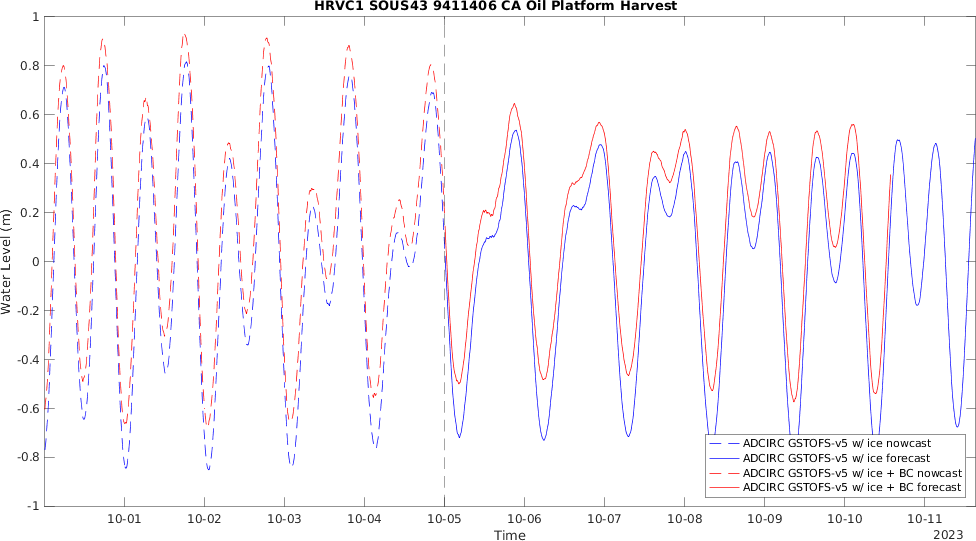 HRVC1 SOUS43 9411406 CA Oil Platform Harvest
1
0.8
0.6
0.4
0.2
0
-0.2
-0.4
-0.6
-0.8
-1
Water Level (m)
ADCIRC GSTOFS-v5 w/ ice nowcast
ADCIRC GSTOFS-v5 w/ ice forecast
ADCIRC GSTOFS-v5 w/ ice + BC nowcast
ADCIRC GSTOFS-v5 w/ ice + BC forecast
10-01 10-02 10-03 10-04 10-05 10-06 10-07 10-08 10-09 10-10 10-11
Time
2023